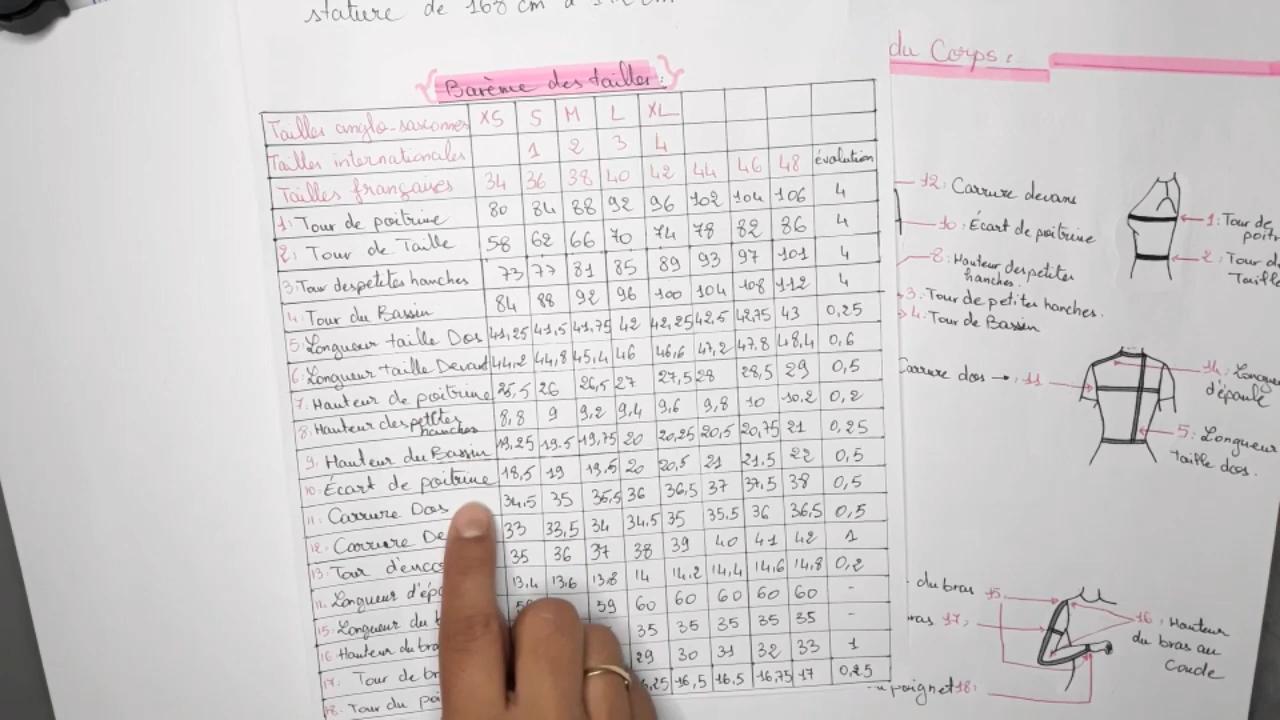 stature de 168 cm à
Barème des tailles:
Tailles anglo-saxonnes XS S M L XL
Tailles internationales 1 2 3 4
Tailles françaises 34 36 38 40 42 44 46 48 évolution
1: Tour de poitrine 80 84 88 92 96 102 104 106 4
2: Tour de Taille 58 62 66 70 74 78 82 86 4
3: Tour des petites hanches 73 77 81 85 89 93 97 101 4
4: Tour du Bassin 84 88 92 96 100 104 108 112 4
5: Longueur taille Dos 41,25 41,5 41,75 42 42,25 42,5 42,75 43 0,25
6: Longueur taille Devant 44,2 44,8 45,4 46 46,6 47,2 47,8 48,4 0,6
7: Hauteur de poitrine 25,5 26 26,5 27 27,5 28 28,5 29 0,5
8: Hauteur des petites hanches 8,8 9 9,2 9,4 9,6 9,8 10 10,2 0,2
9: Hauteur du Bassin 19,25 19,5 19,75 20 20,25 20,5 20,75 21 0,25
10: Écart de poitrine 18,5 19 19,5 20 20,5 21 21,5 22 0,5
11: Carrure Dos 34,5 35 35,5 36 36,5 37 37,5 38 0,5
12: Carrure De 33 33,5 34 34,5 35 35,5 36 36,5 0,5
13: Tour d'enco 35 36 37 38 39 40 41 42 1
14: Longueur d'épa 13,4 13,6 13,8 14 14,2 14,4 14,6 14,8 0,2
15: Longueur du b 59 60 60 60 60 60 -
16: Hauteur du bra 35 35 35 35 35 -
17: Tour de br 29 30 31 32 33 1
18: Tour du poi 16,5 16,5 16,75 17 0,25
du Corps:
12: Carrure devans
10: Écart de poitrine
8: Hauteur des petites
hanches.
3: Tour de petites hanches.
4: Tour de Bassin
1: Tour de
poitr
2: Tour d
Taill
Carrure dos → : 11
14: Longu
d'épaule
5: Longueur
taille dos.
du bras 15:
ras 17:
16: Hauteur
du bras au
Coude
poignet 18: